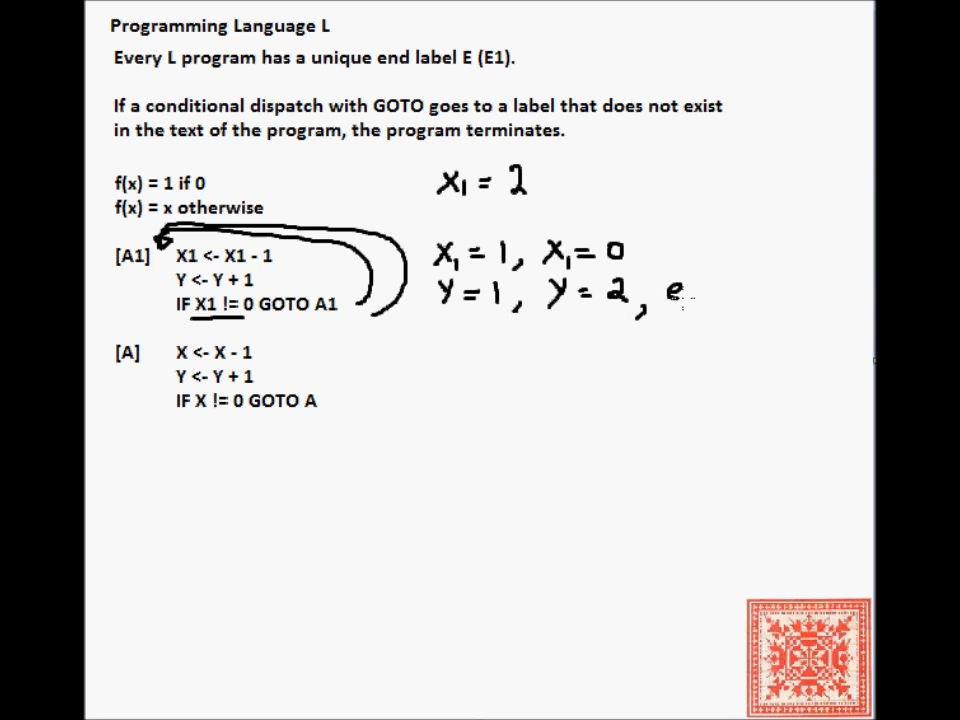 Programming Language L
Every L program has a unique end label E (E1).
If a conditional dispatch with GOTO goes to a label that does not exist
in the text of the program, the program terminates.
f(x) = 1 if 0
f(x) = x otherwise
x1 = 2
[A1] X1 <- X1 - 1
Y <- Y + 1
IF X1 != 0 GOTO A1
x1 = 1, x1 = 0
y = 1, y = 2, e
[A] X <- X - 1
Y <- Y + 1
IF X != 0 GOTO A